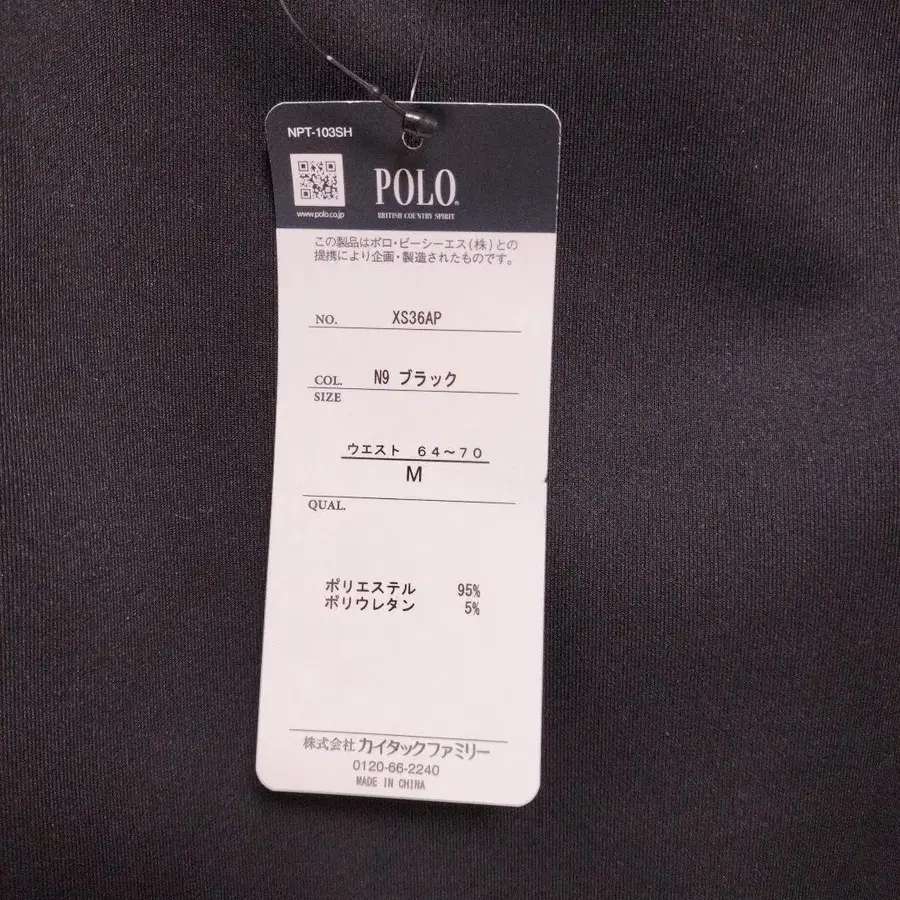 NPT-103SH
POLO®
www.polo.co.jp
BRITISH COUNTRY SPIRIT
この製品はポロ・ビーシーエス(株)との
提携により企画・製造されたものです。
NO. XS36AP
COL. N9 ブラック
SIZE
ウエスト 64〜70
M
QUAL.
ポリエステル 95%
ポリウレタン 5%
株式会社 カイタックファミリー
0120-66-2240
MADE IN CHINA